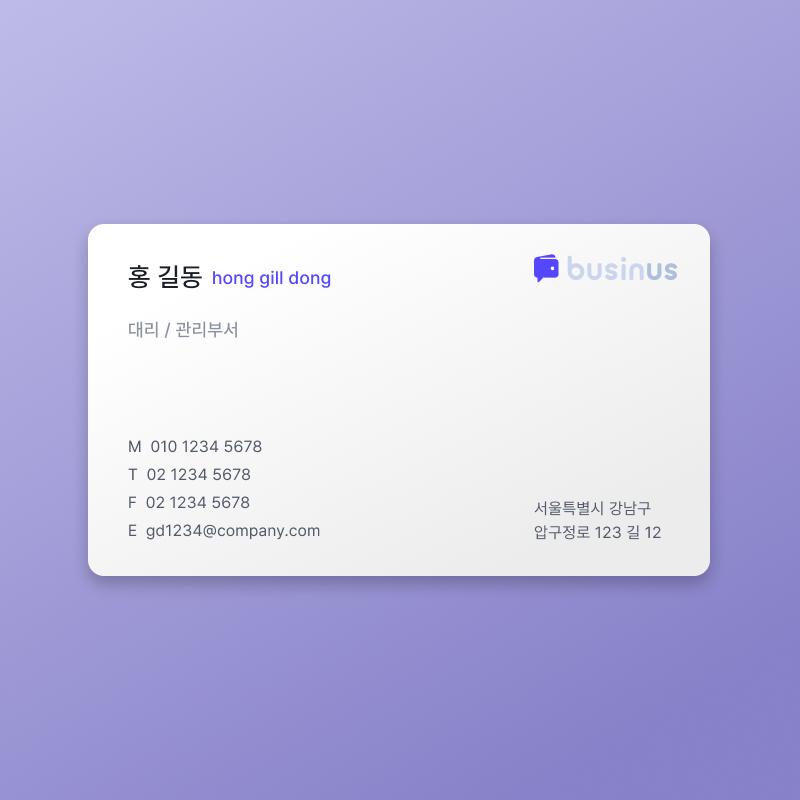 홍 길동 hong gill dong
businus
대리 / 관리부서
M 010 1234 5678
T 02 1234 5678
F 02 1234 5678
E gd1234@company.com
서울특별시 강남구
압구정로 123 길 12